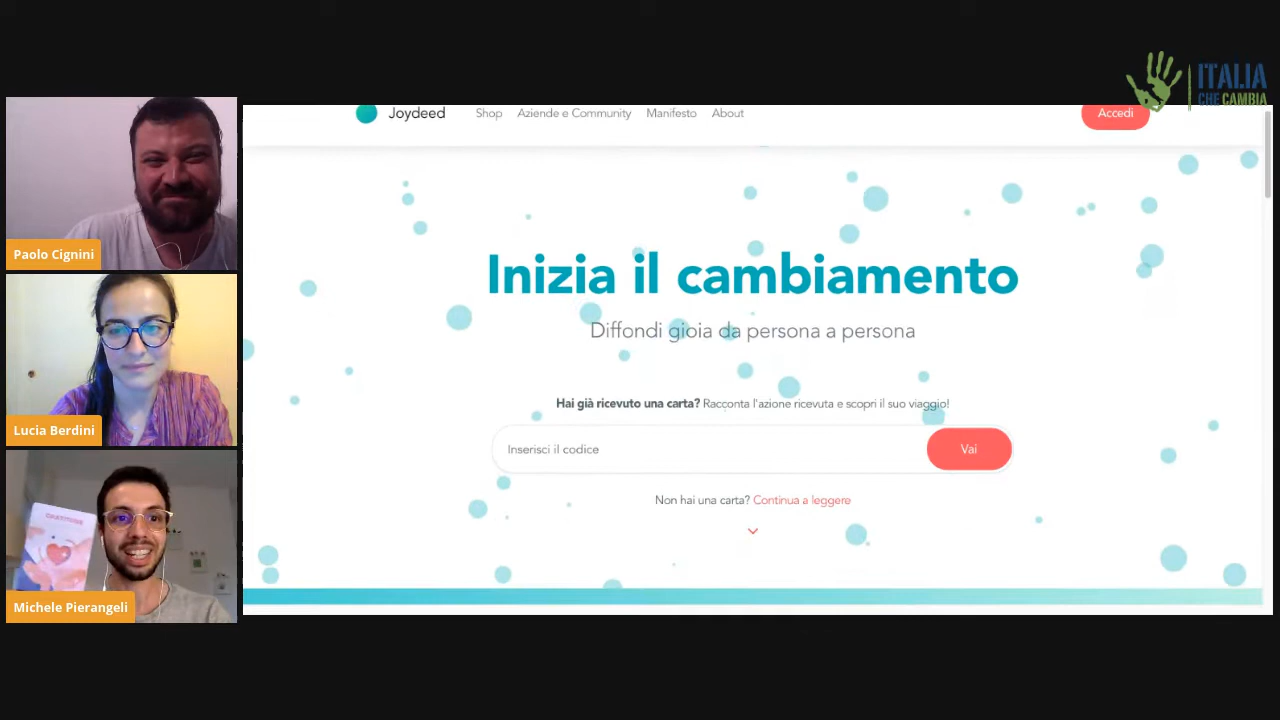 ITALIA
CHE CAMBIA
Joydeed
Shop
Aziende e Community
Manifesto
About
Accedi
Paolo Cignini
Inizia il cambiamento
Diffondi gioia da persona a persona
Hai già ricevuto una carta? Racconta l'azione ricevuta e scopri il suo viaggio!
Lucia Berdini
Inserisci il codice
Vai
Non hai una carta? Continua a leggere
GRATITUDINE
Michele Pierangeli